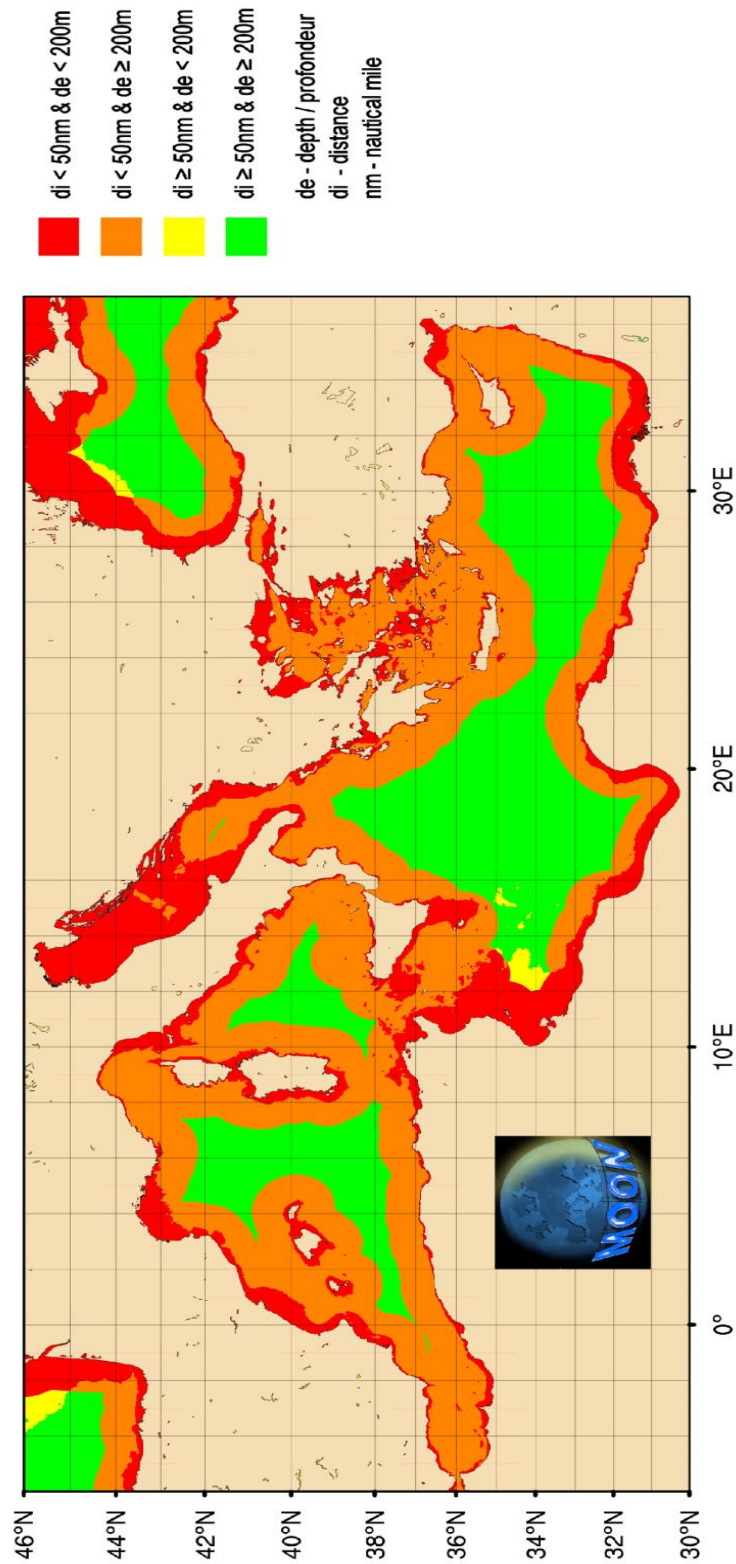 di < 50nm & de < 200m
di < 50nm & de ≥ 200m
di ≥ 50nm & de < 200m
di ≥ 50nm & de ≥ 200m
de - depth / profondeur
di - distance
nm - nautical mile
46°N
44°N
42°N
40°N
38°N
36°N
34°N
32°N
30°N
0°
10°E
20°E
30°E
MOON